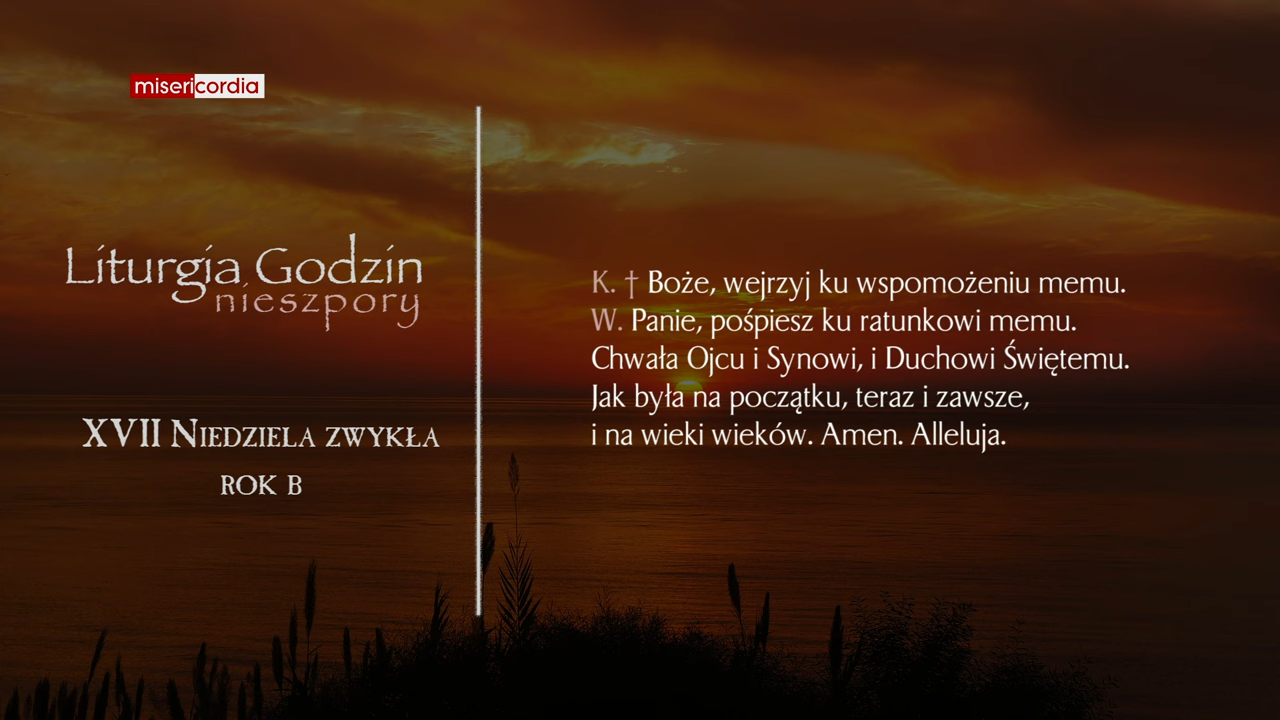 misericordia
Liturgia Godzin
nieszpory
XVII Niedziela zwykła
rok B
K. † Boże, wejrzyj ku wspomożeniu memu.
W. Panie, pośpiesz ku ratunkowi memu.
Chwała Ojcu i Synowi, i Duchowi Świętemu.
Jak była na początku, teraz i zawsze,
i na wieki wieków. Amen. Alleluja.